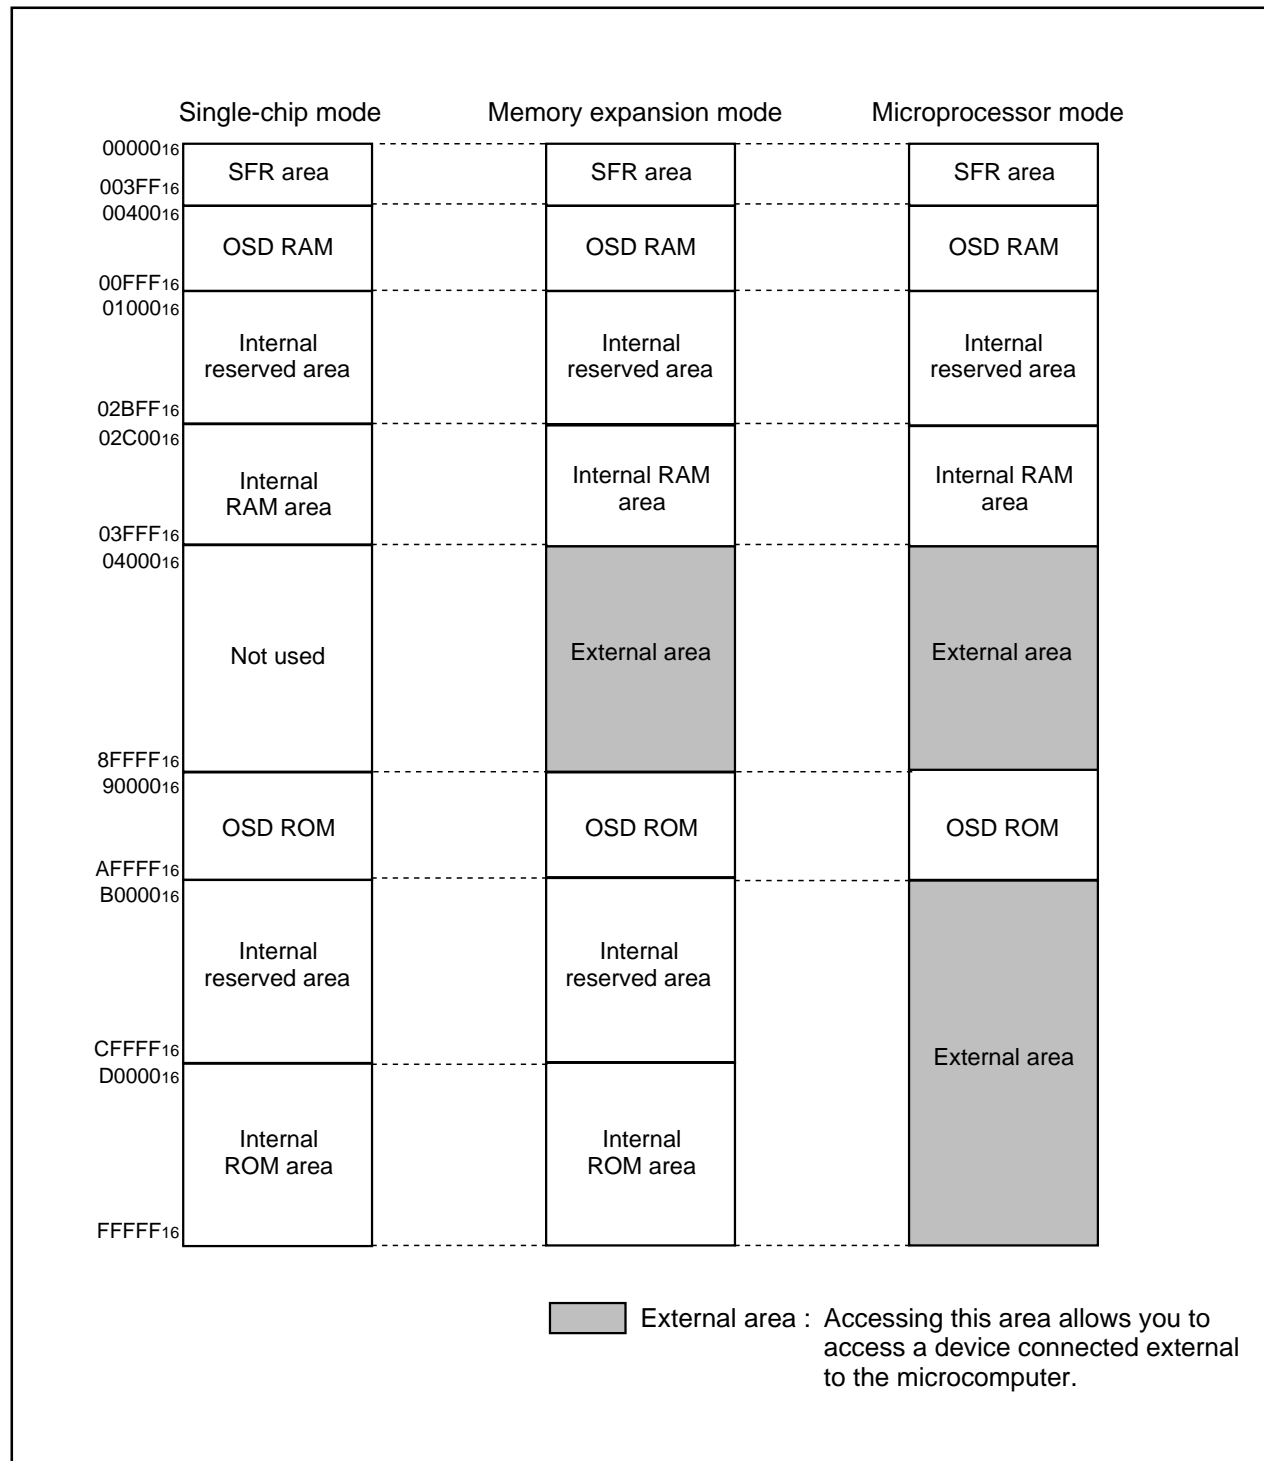 Single-chip mode
Memory expansion mode
Microprocessor mode
0000016
SFR area
SFR area
SFR area
003FF16
0040016
OSD RAM
OSD RAM
OSD RAM
00FFF16
0100016
Internal
reserved area
Internal
reserved area
Internal
reserved area
02BFF16
02C0016
Internal
RAM area
Internal RAM
area
Internal RAM
area
03FFF16
0400016
Not used
External area
External area
8FFFF16
9000016
OSD ROM
OSD ROM
OSD ROM
AFFFF16
B000016
Internal
reserved area
Internal
reserved area
CFFFF16
D000016
External area
Internal
ROM area
Internal
ROM area
FFFFF16
External area : Accessing this area allows you to
access a device connected external
to the microcomputer.